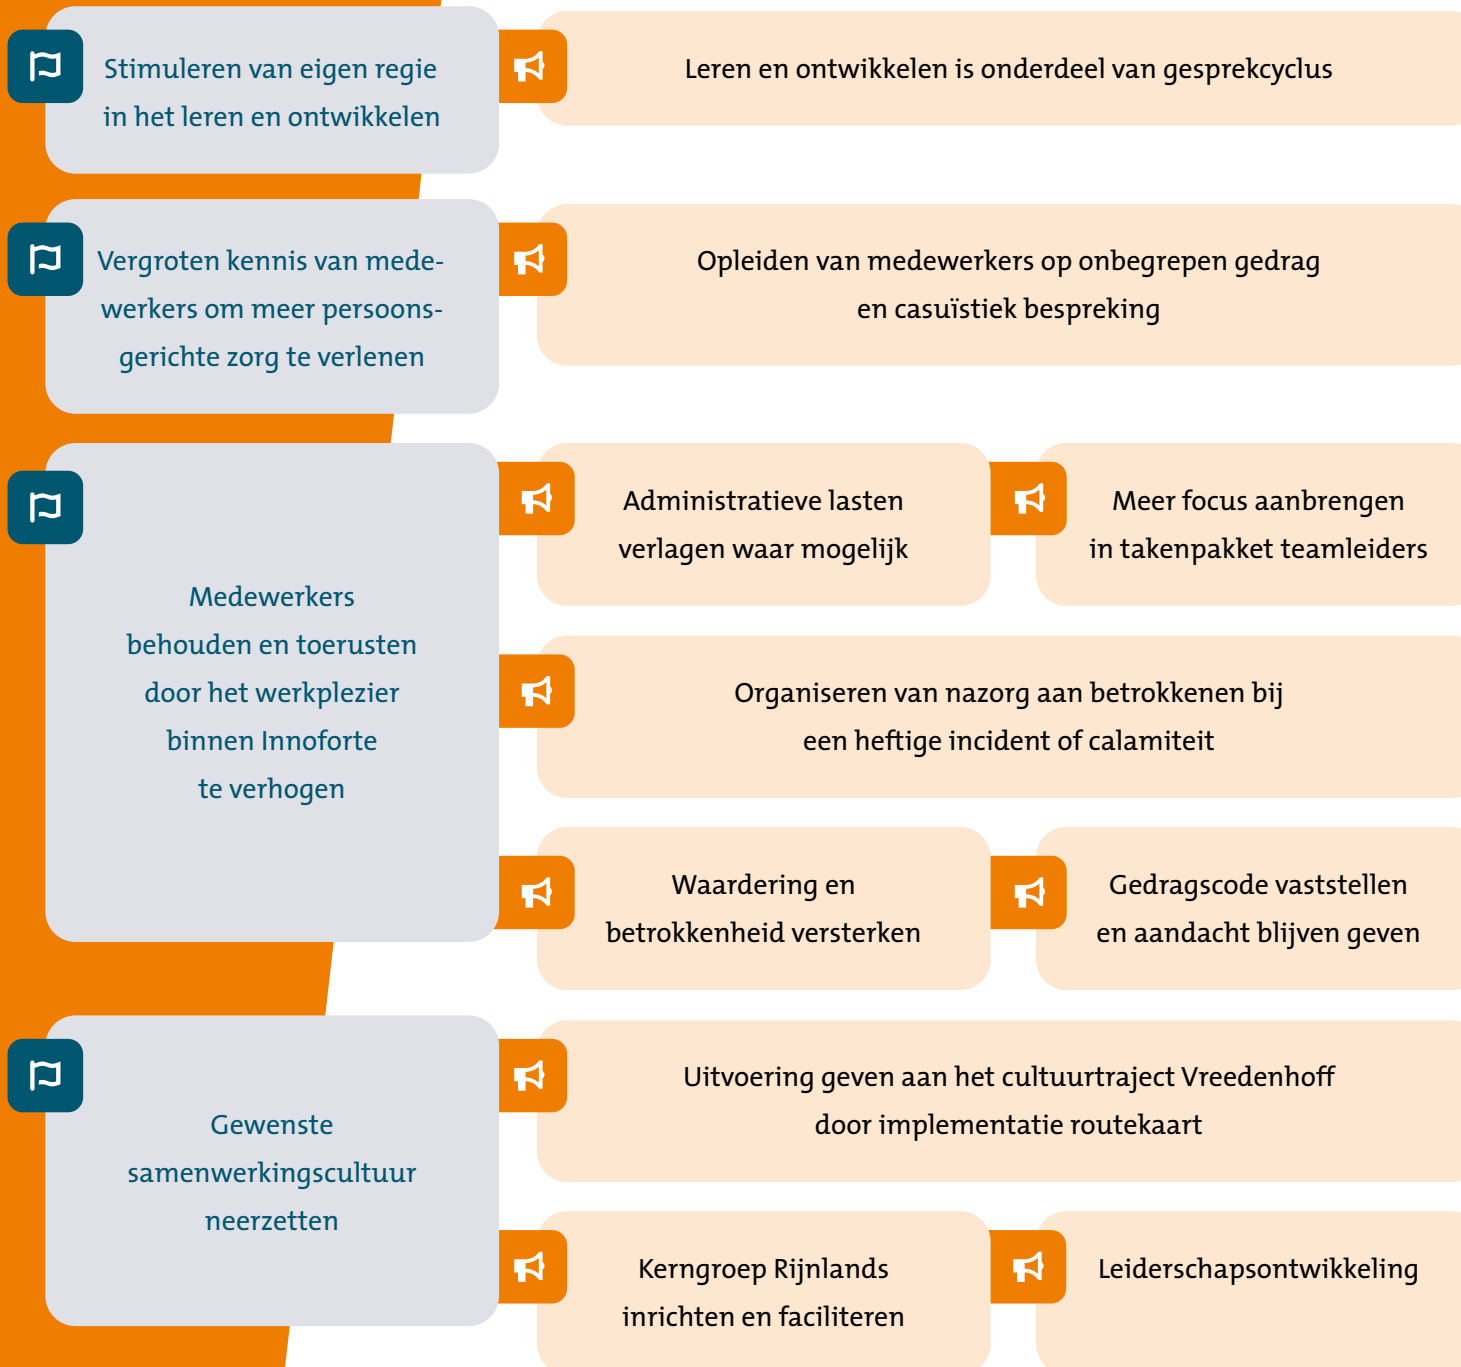 Stimuleren van eigen regie
in het leren en ontwikkelen
Leren en ontwikkelen is onderdeel van gesprekcyclus
Vergroten kennis van mede-
werkers om meer persoons-
gerichte zorg te verlenen
Opleiden van medewerkers op onbegrepen gedrag
en casuïstiek bespreking
Medewerkers
behouden en toerusten
door het werkplezier
binnen Innoforte
te verhogen
Administratieve lasten
verlagen waar mogelijk
Meer focus aanbrengen
in takenpakket teamleiders
Organiseren van nazorg aan betrokkenen bij
een heftige incident of calamiteit
Waardering en
betrokkenheid versterken
Gedragscode vaststellen
en aandacht blijven geven
Gewenste
samenwerkingscultuur
neerzetten
Uitvoering geven aan het cultuurtraject Vreedenhoff
door implementatie routekaart
Kerngroep Rijnlands
inrichten en faciliteren
Leiderschapsontwikkeling